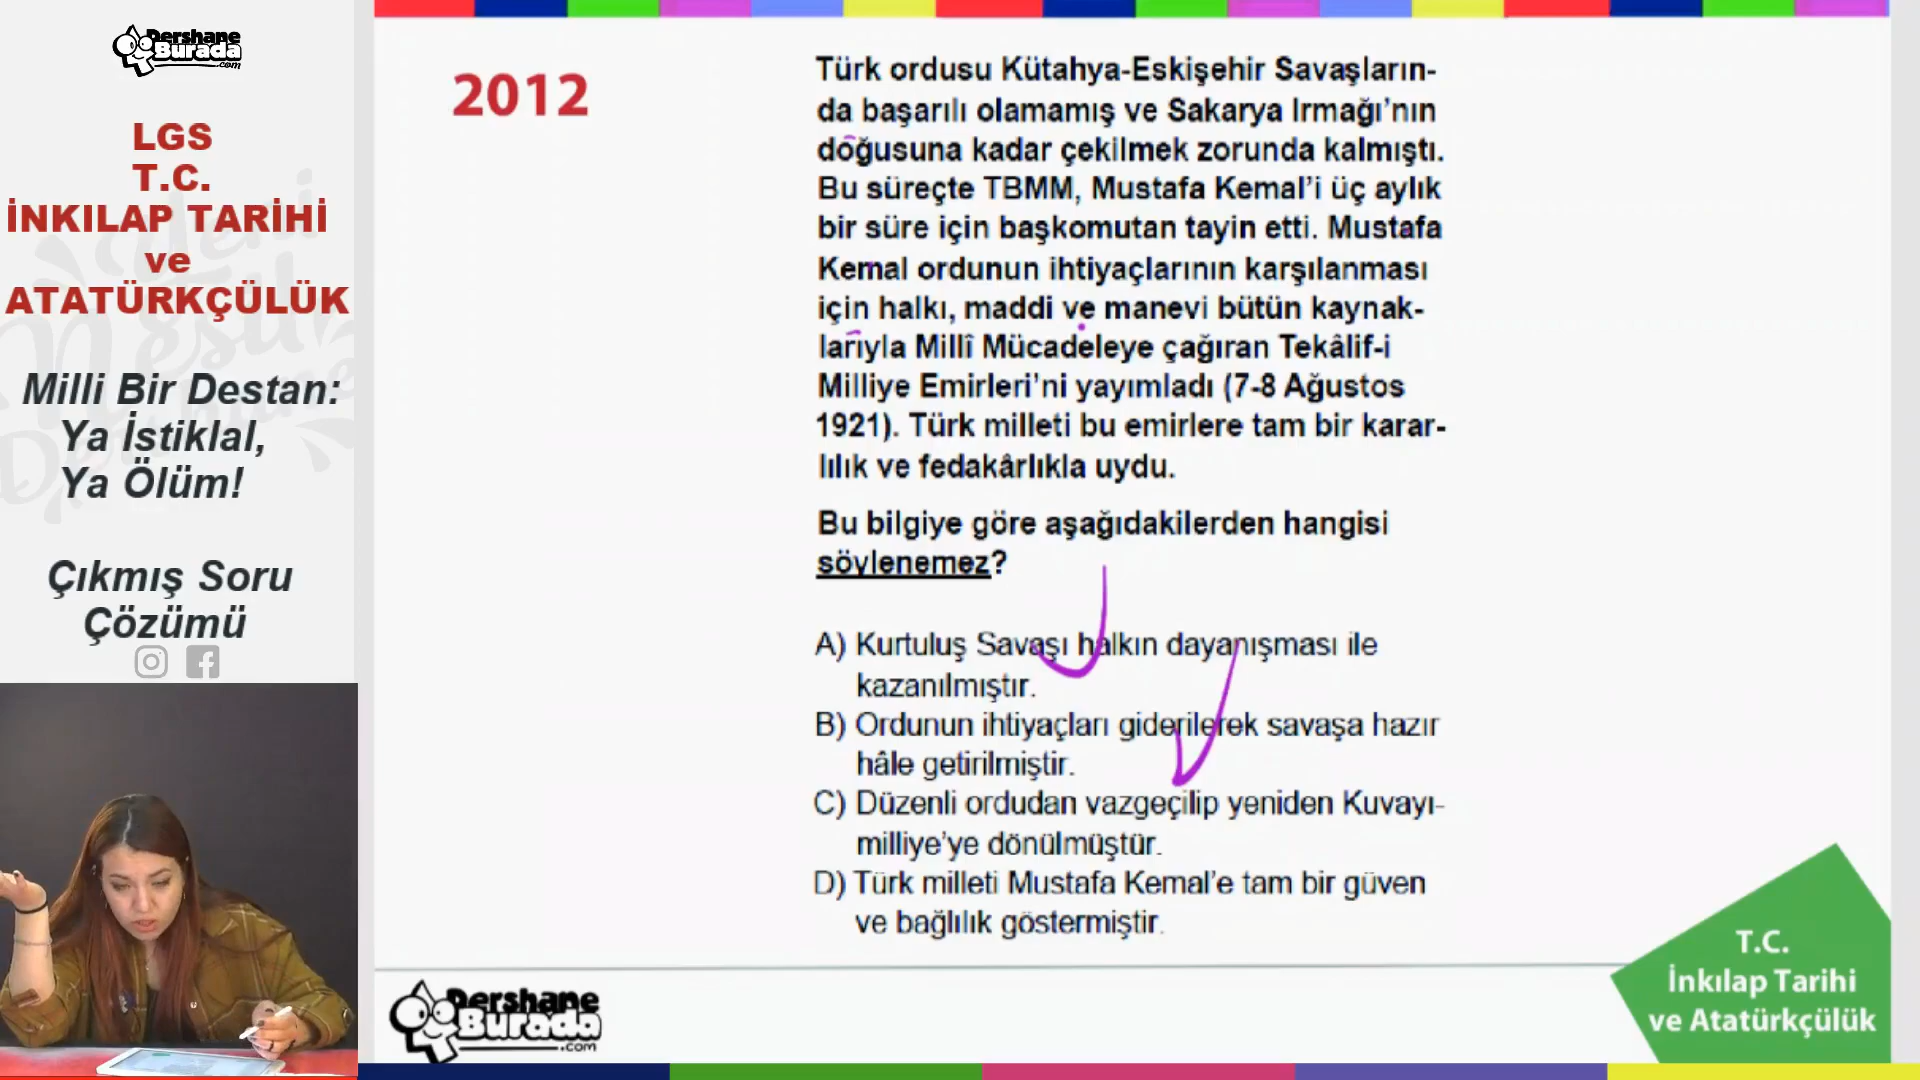 Dershane
Burada
.com
LGS
T.C.
İNKILAP TARİHİ
ve
ATATÜRKÇÜLÜK
Milli Bir Destan:
Ya İstiklal,
Ya Ölüm!
Çıkmış Soru
Çözümü
2012
Türk ordusu Kütahya-Eskişehir Savaşların-
da başarılı olamamış ve Sakarya Irmağı’nın
doğusuna kadar çekilmek zorunda kalmıştı.
Bu süreçte TBMM, Mustafa Kemal’i üç aylık
bir süre için başkomutan tayin etti. Mustafa
Kemal ordunun ihtiyaçlarının karşılanması
için halkı, maddi ve manevi bütün kaynak-
larıyla Millî Mücadeleye çağıran Tekâlif-i
Milliye Emirleri’ni yayımladı (7-8 Ağustos
1921). Türk milleti bu emirlere tam bir karar-
lılık ve fedakârlıkla uydu.
Bu bilgiye göre aşağıdakilerden hangisi
söylenemez?
A) Kurtuluş Savaşı halkın dayanışması ile
kazanılmıştır.
B) Ordunun ihtiyaçları giderilerek savaşa hazır
hâle getirilmiştir.
C) Düzenli ordudan vazgeçilip yeniden Kuvayı-
milliye’ye dönülmüştür.
D) Türk milleti Mustafa Kemal’e tam bir güven
ve bağlılık göstermiştir.
Dershane
Burada
.com
T.C.
İnkılap Tarihi
ve Atatürkçülük